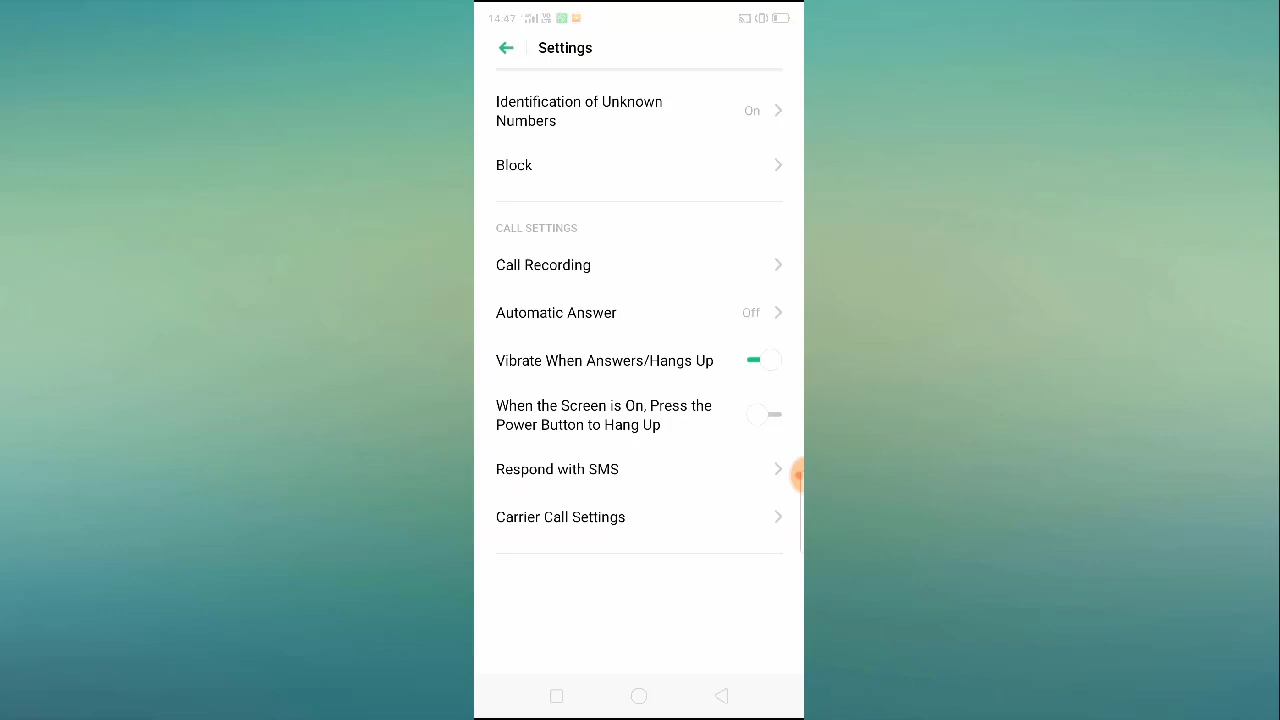 14:47
Settings
Identification of Unknown
Numbers
On
Block
CALL SETTINGS
Call Recording
Automatic Answer
Off
Vibrate When Answers/Hangs Up
When the Screen is On, Press the
Power Button to Hang Up
Respond with SMS
Carrier Call Settings